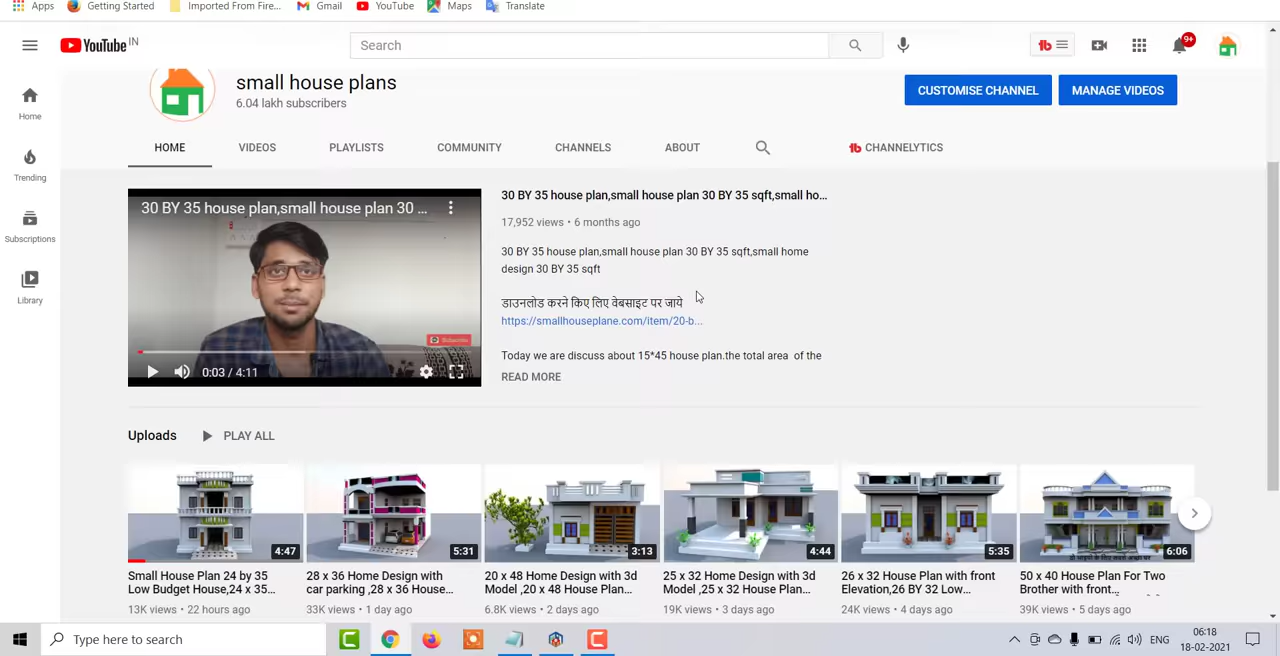 Apps Getting Started Imported From Fire... Gmail YouTube Maps Translate
YouTube IN
Search
9+
Home
Trending
Subscriptions
Library
small house plans
6.04 lakh subscribers
CUSTOMISE CHANNEL MANAGE VIDEOS
HOME VIDEOS PLAYLISTS COMMUNITY CHANNELS ABOUT CHANNELYTICS
30 BY 35 house plan,small house plan 30 ...
Subscribe
0:03 / 4:11
30 BY 35 house plan,small house plan 30 BY 35 sqft,small ho...
17,952 views • 6 months ago
30 BY 35 house plan,small house plan 30 BY 35 sqft,small home
design 30 BY 35 sqft
डाउनलोड करने किए लिए वेबसाइट पर जाये
https://smallhouseplane.com/item/20-b...
Today we are discuss about 15*45 house plan.the total area of the
READ MORE
Uploads PLAY ALL
4:47 5:31 3:13 4:44 5:35 6:06
Small House Plan 24 by 35
Low Budget House,24 x 35...
13K views • 22 hours ago
28 x 36 Home Design with
car parking ,28 x 36 House...
33K views • 1 day ago
20 x 48 Home Design with 3d
Model ,20 x 48 House Plan...
6.8K views • 2 days ago
25 x 32 Home Design with 3d
Model ,25 x 32 House Plan...
19K views • 3 days ago
26 x 32 House Plan with front
Elevation,26 BY 32 Low...
24K views • 4 days ago
50 x 40 House Plan For Two
Brother with front...
39K views • 5 days ago
Type here to search
ENG
06:18
18-02-2021